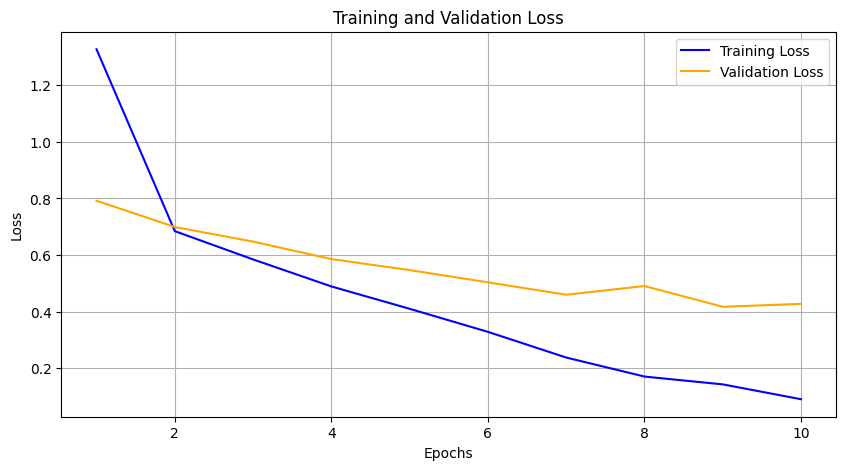 Training and Validation Loss
Training Loss
Validation Loss
1.2
1.0
0.8
0.6
0.4
0.2
Loss
2 4 6 8 10
Epochs